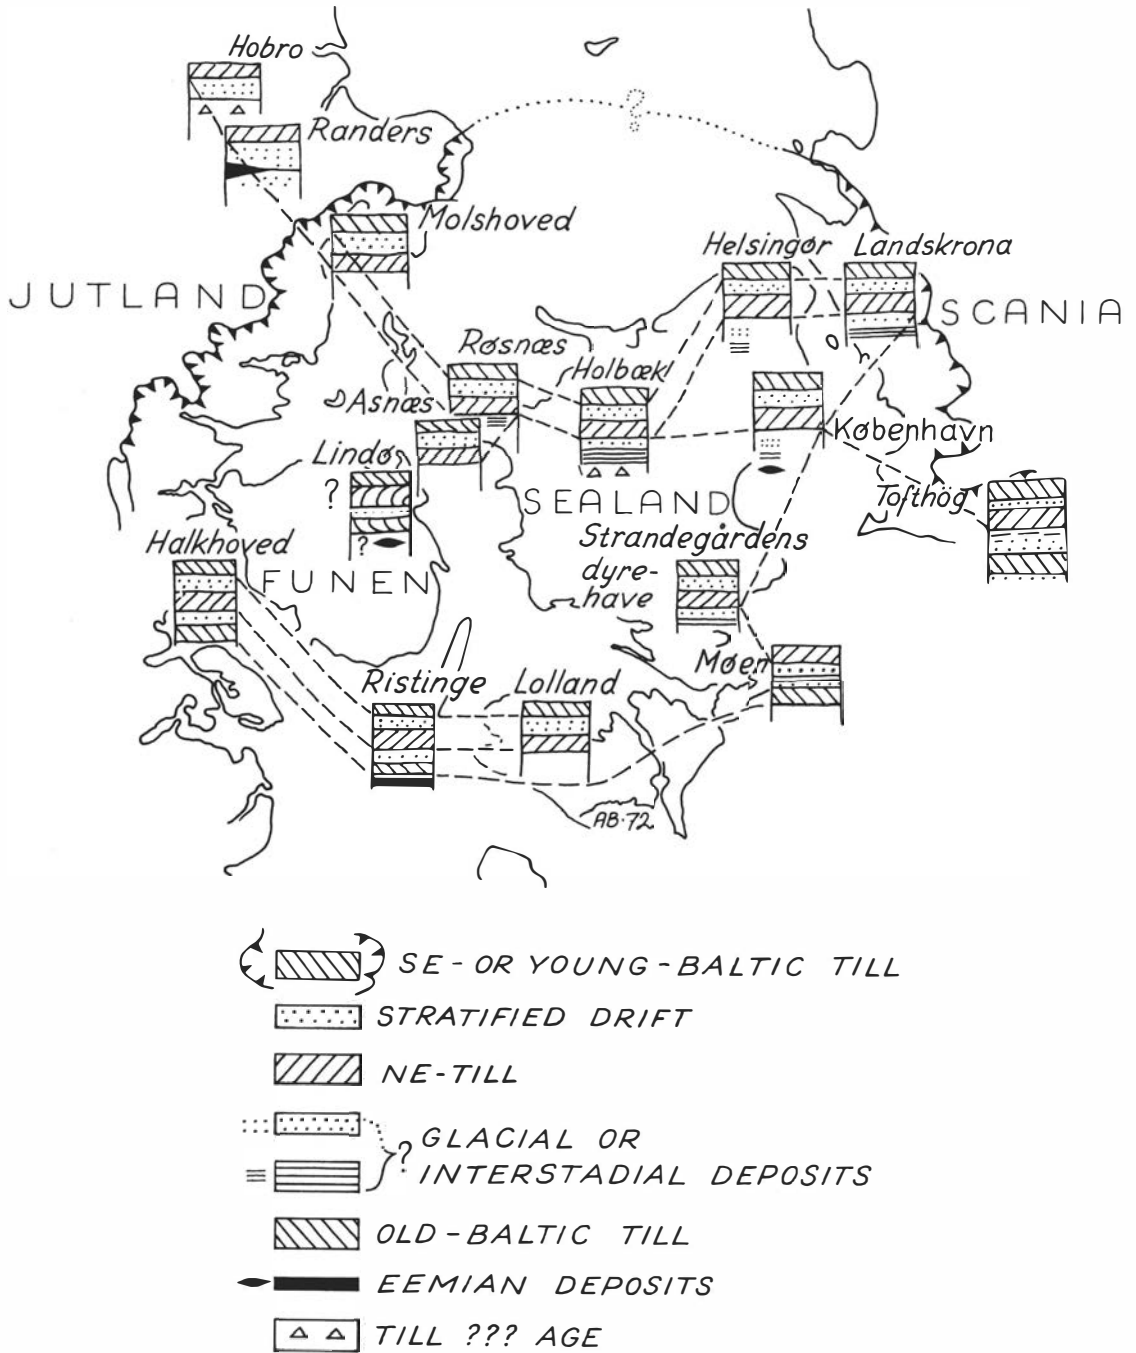 Hobro
Randers
Molshoved
Helsingør
Landskrona
JUTLAND
SCANIA
Røsnæs
Holbæk
Asnæs
København
Lindø
?
Tofthög
SEALAND
Strandegårdens
dyre-
have
Halkhoved
?
FUNEN
Møen
Ristinge
Lolland
AB-72
SE- OR YOUNG-BALTIC TILL
STRATIFIED DRIFT
NE-TILL
? GLACIAL OR
INTERSTADIAL DEPOSITS
OLD-BALTIC TILL
EEMIAN DEPOSITS
TILL ??? AGE